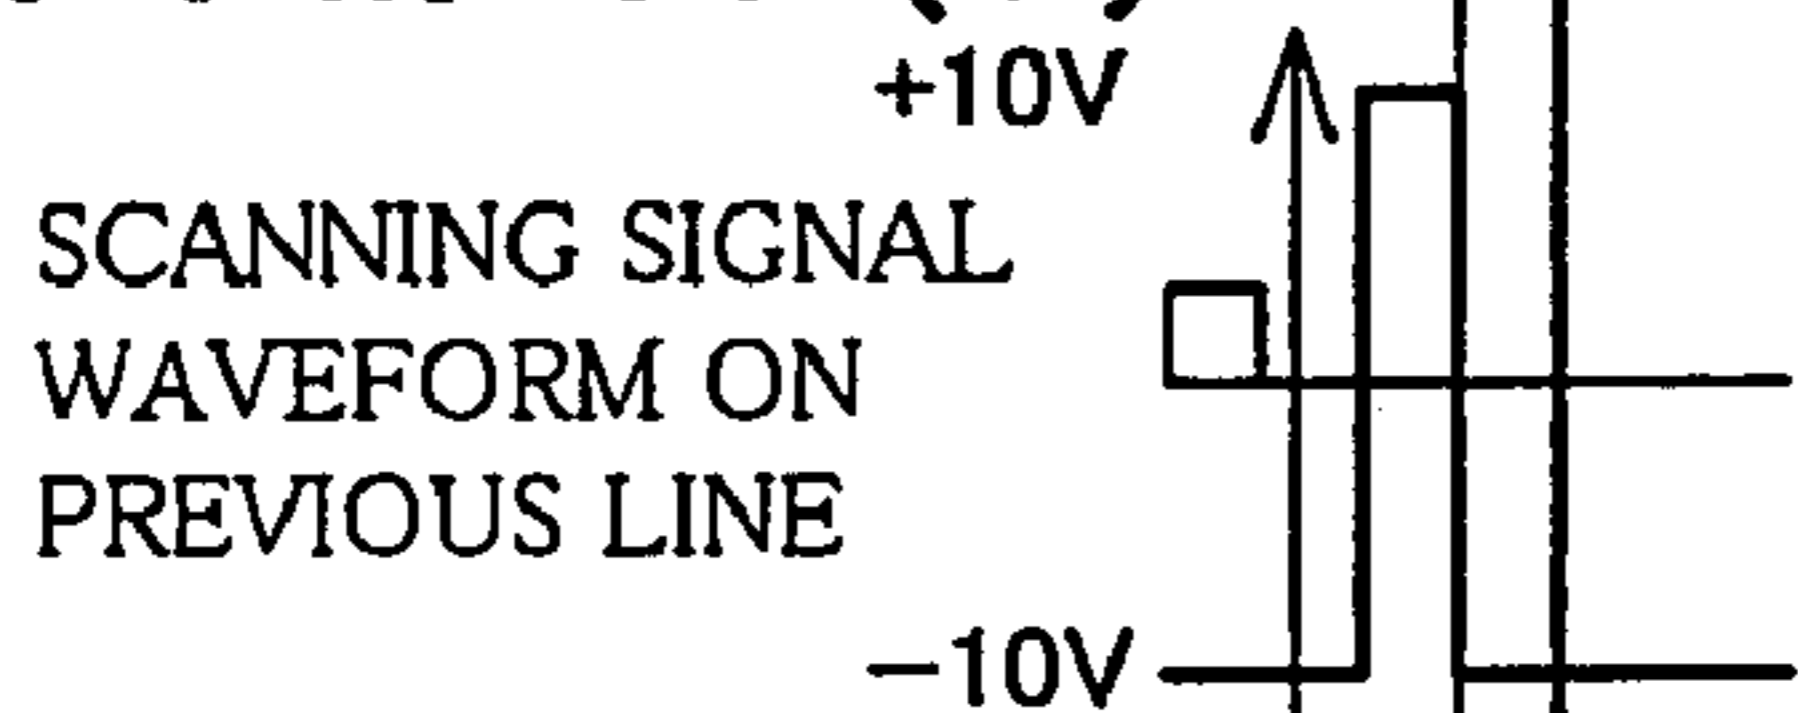 +10V
SCANNING SIGNAL
WAVEFORM ON
PREVIOUS LINE
−10V